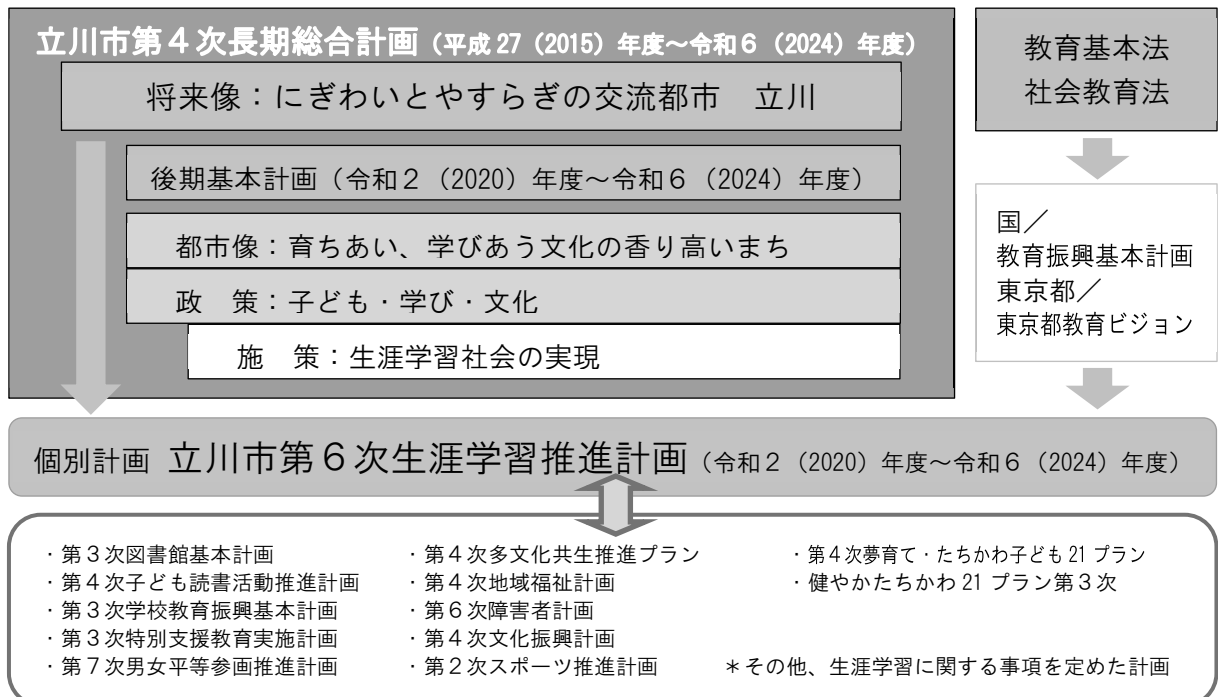 立川市第４次長期総合計画（平成27（2015）年度～令和６（2024）年度）
将来像：にぎわいとやすらぎの交流都市　立川
後期基本計画（令和２（2020）年度～令和６（2024）年度）
都市像：育ちあい、学びあう文化の香り高いまち
政　策：子ども・学び・文化
施　策：生涯学習社会の実現
教育基本法
社会教育法
国／
教育振興基本計画
東京都／
東京都教育ビジョン
個別計画 立川市第６次生涯学習推進計画（令和２（2020）年度～令和６（2024）年度）
・第３次図書館基本計画
・第４次子ども読書活動推進計画
・第３次学校教育振興基本計画
・第３次特別支援教育実施計画
・第７次男女平等参画推進計画
・第４次多文化共生推進プラン
・第４次地域福祉計画
・第６次障害者計画
・第４次文化振興計画
・第２次スポーツ推進計画
・第４次夢育て・たちかわ子ども21プラン
・健やかたちかわ21プラン第３次
＊その他、生涯学習に関する事項を定めた計画